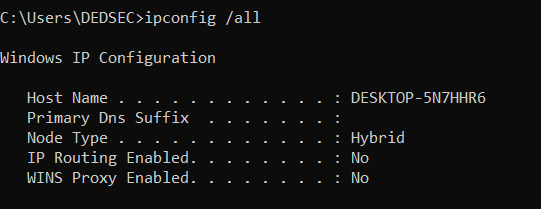 C:\Users\DEDSEC>ipconfig /all
Windows IP Configuration
Host Name . . . . . . . . . . . . : DESKTOP-5N7HHR6
Primary Dns Suffix  . . . . . . . :
Node Type . . . . . . . . . . . . : Hybrid
IP Routing Enabled. . . . . . . . : No
WINS Proxy Enabled. . . . . . . . : No